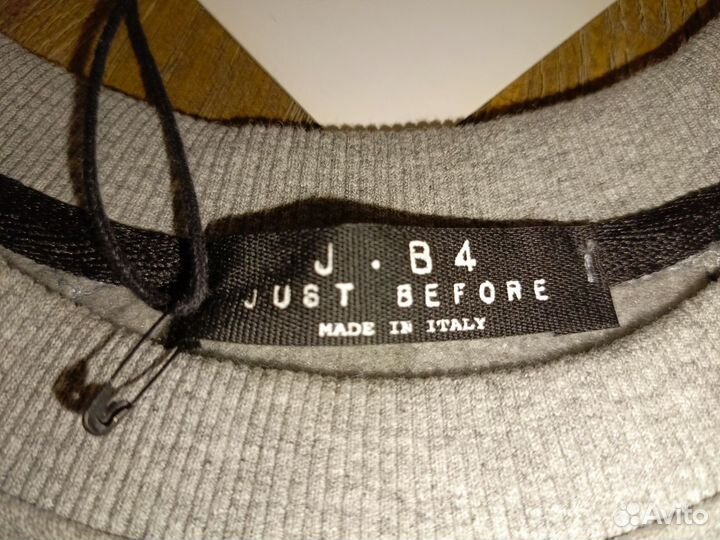 J . B4
JUST BEFORE
MADE IN ITALY
Avito